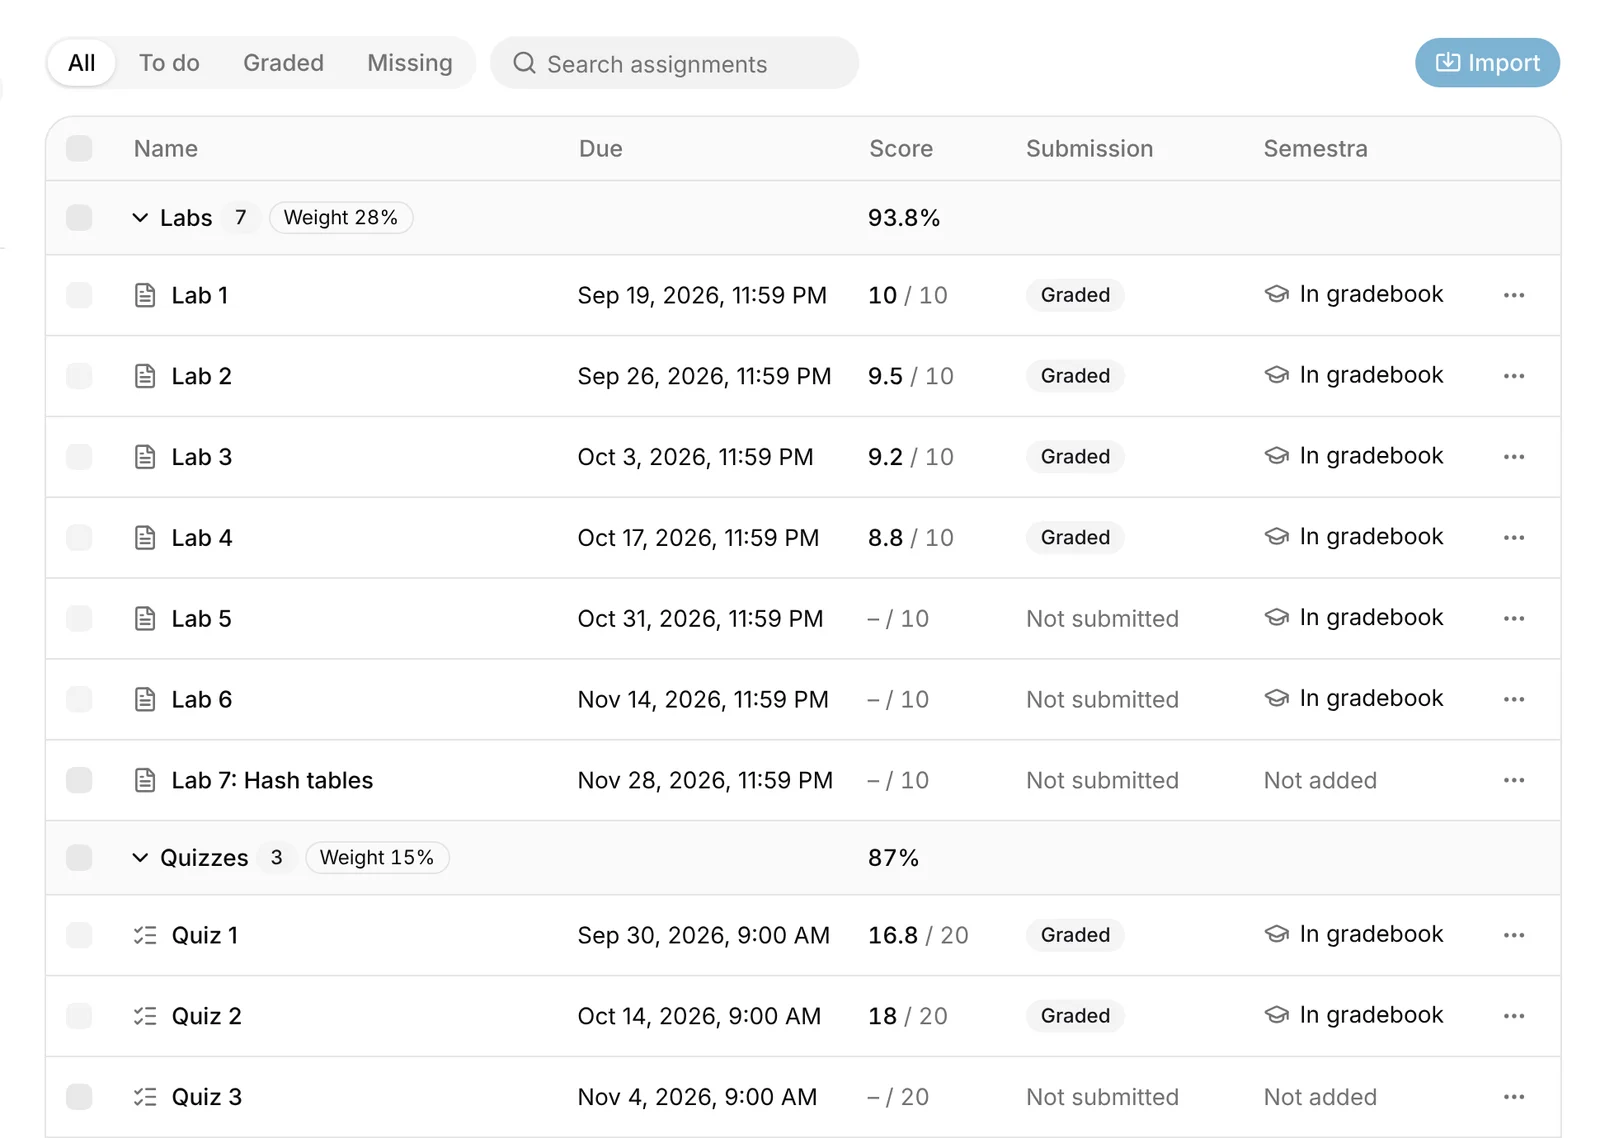 All To do Graded Missing Search assignments Import
Name Due Score Submission Semestra
Labs 7 Weight 28% 93.8%
Lab 1 Sep 19, 2026, 11:59 PM 10 / 10 Graded In gradebook
Lab 2 Sep 26, 2026, 11:59 PM 9.5 / 10 Graded In gradebook
Lab 3 Oct 3, 2026, 11:59 PM 9.2 / 10 Graded In gradebook
Lab 4 Oct 17, 2026, 11:59 PM 8.8 / 10 Graded In gradebook
Lab 5 Oct 31, 2026, 11:59 PM – / 10 Not submitted In gradebook
Lab 6 Nov 14, 2026, 11:59 PM – / 10 Not submitted In gradebook
Lab 7: Hash tables Nov 28, 2026, 11:59 PM – / 10 Not submitted Not added
Quizzes 3 Weight 15% 87%
Quiz 1 Sep 30, 2026, 9:00 AM 16.8 / 20 Graded In gradebook
Quiz 2 Oct 14, 2026, 9:00 AM 18 / 20 Graded In gradebook
Quiz 3 Nov 4, 2026, 9:00 AM – / 20 Not submitted Not added